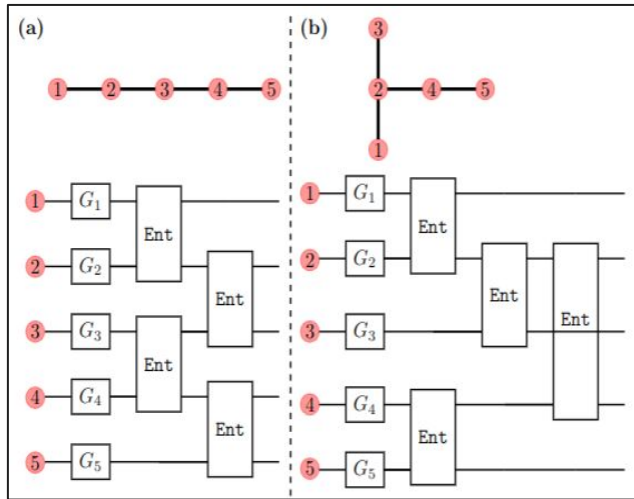 (a)
1 2 3 4 5
1 G₁
Ent
2 G₂
Ent
3 G₃
Ent
4 G₄
Ent
5 G₅
(b)
3
2 4 5
1
1 G₁
Ent
2 G₂
Ent
Ent
3 G₃
4 G₄
Ent
5 G₅